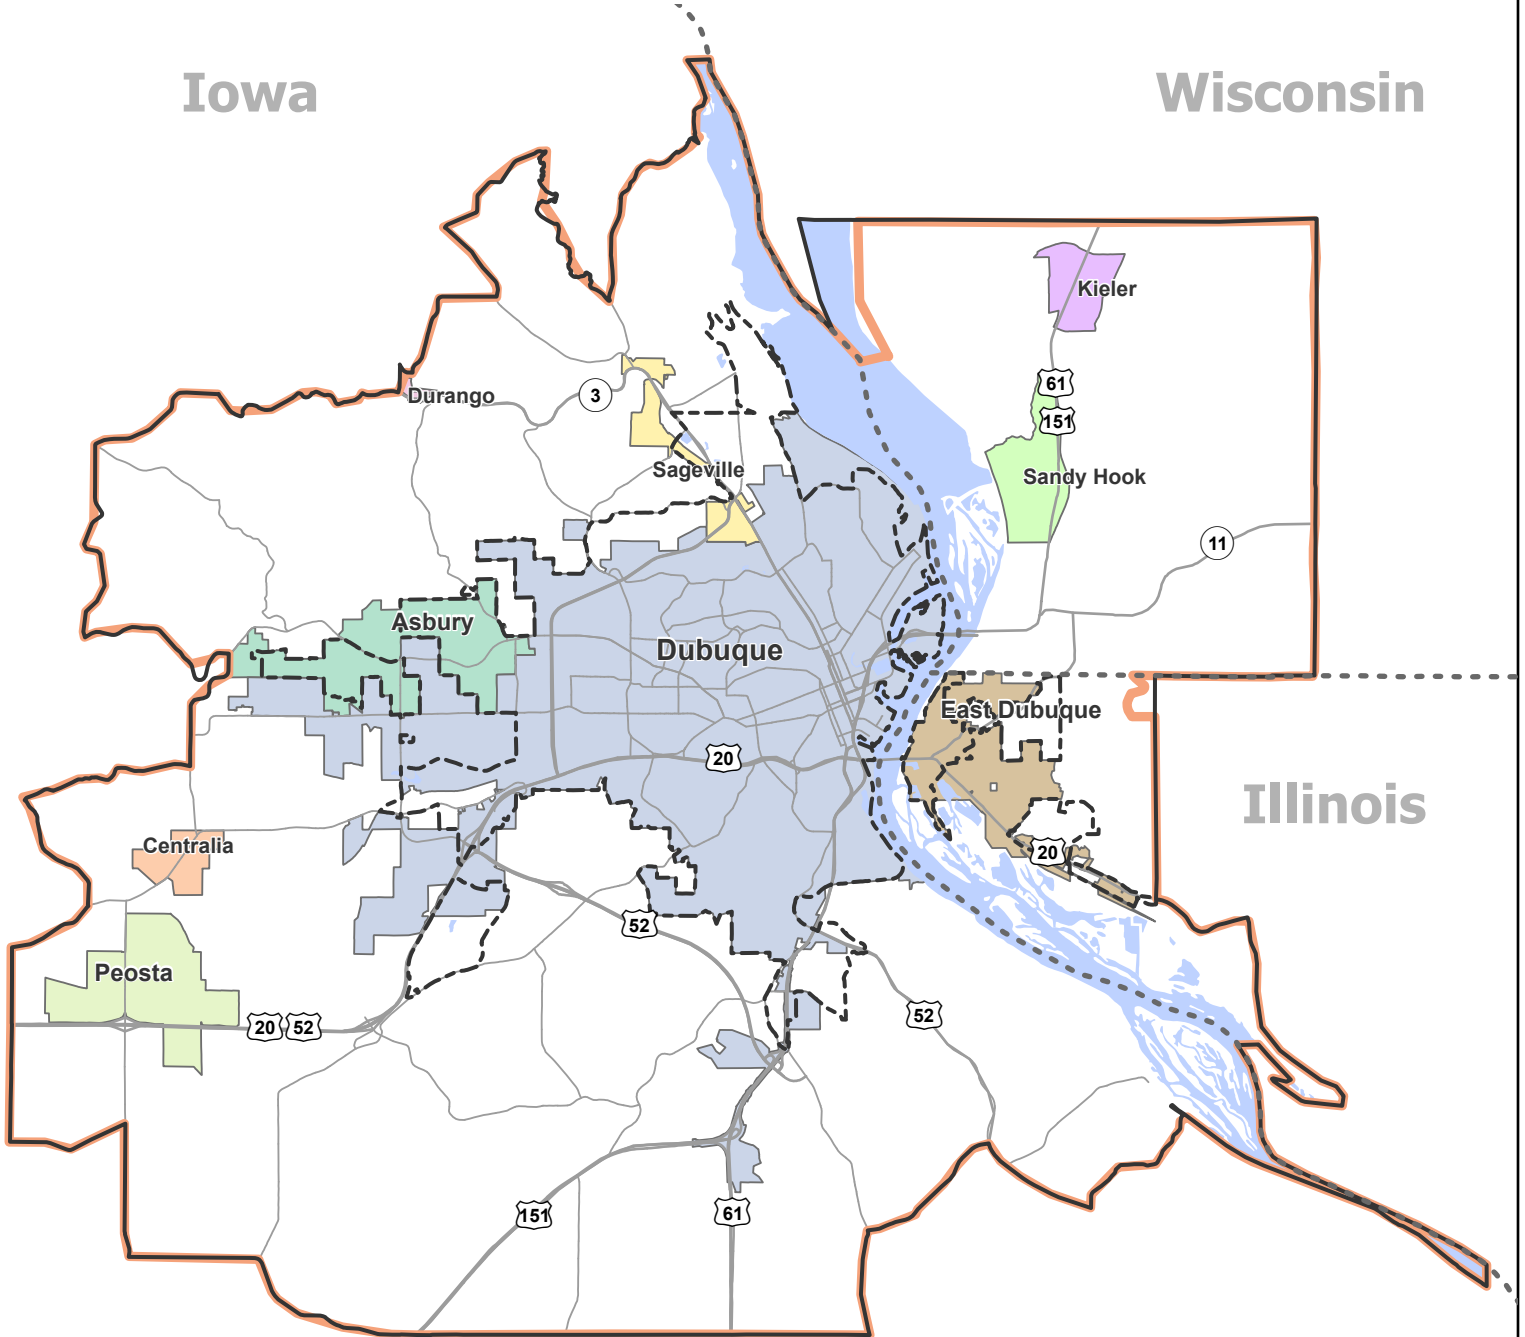 Iowa
Wisconsin
Kieler
61
Durango
3
151
Sageville
Sandy Hook
11
Asbury
Dubuque
East Dubuque
20
Illinois
Centralia
20
52
Peosta
20
52
52
151
61